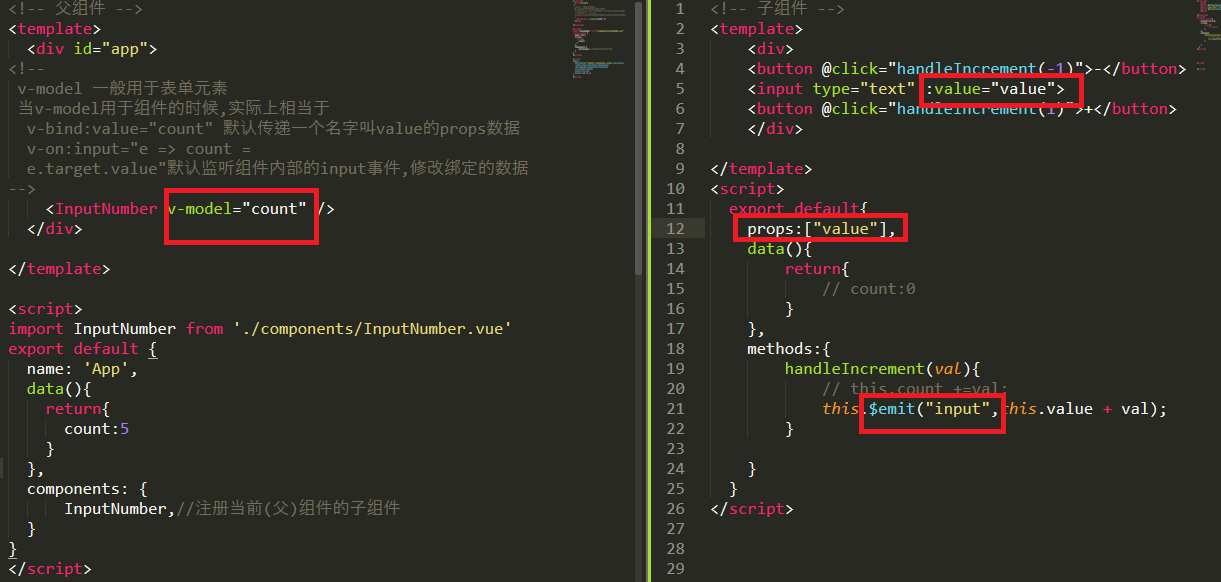 <!-- 父组件 -->
<template>
<div id="app">
<!--
v-model 一般用于表单元素
当v-model用于组件的时候,实际上相当于
v-bind:value="count" 默认传递一个名字叫value的props数据
v-on:input="e => count =
e.target.value"默认监听组件内部的input事件,修改绑定的数据
-->
<InputNumber v-model="count" />
</div>
</template>
<script>
import InputNumber from './components/InputNumber.vue'
export default {
name: 'App',
data(){
return{
count:5
}
},
components: {
InputNumber,//注册当前(父)组件的子组件
}
}
</script>
1 <!-- 子组件 -->
2 <template>
3 <div>
4 <button @click="handleIncrement(-1)">-</button>
5 <input type="text" :value="value">
6 <button @click="handleIncrement(1)">+</button>
7 </div>
8
9 </template>
10 <script>
11 export default{
12 props:["value"],
13 data(){
14 return{
15 // count:0
16 }
17 },
18 methods:{
19 handleIncrement(val){
20 // this.count +=val;
21 this.$emit("input",this.value + val);
22 }
23
24 }
25 }
26 </script>
27
28
29